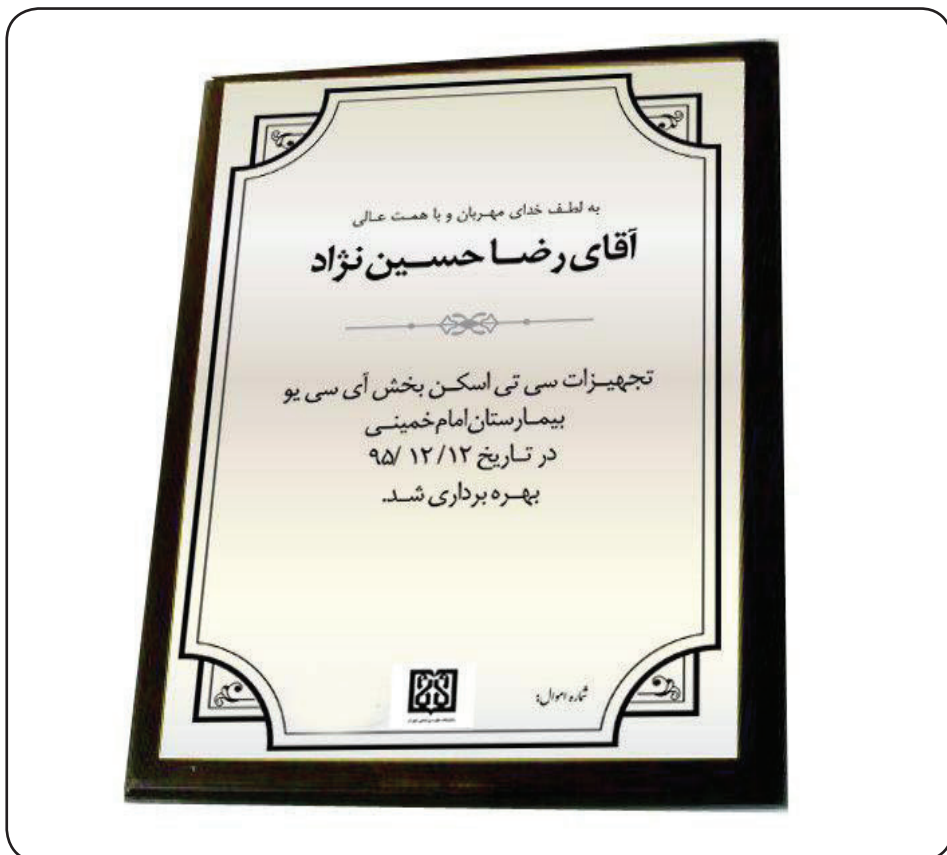 به لطف خدای مهربان و با همت عالی
آقای رضا حسین نژاد
تجهیزات سی تی اسکن بخش آی سی یو
بیمارستان امام خمینی
در تاریخ ۹۵/ ۱۲/ ۱۲
بهره برداری شد.
شماره اموال: